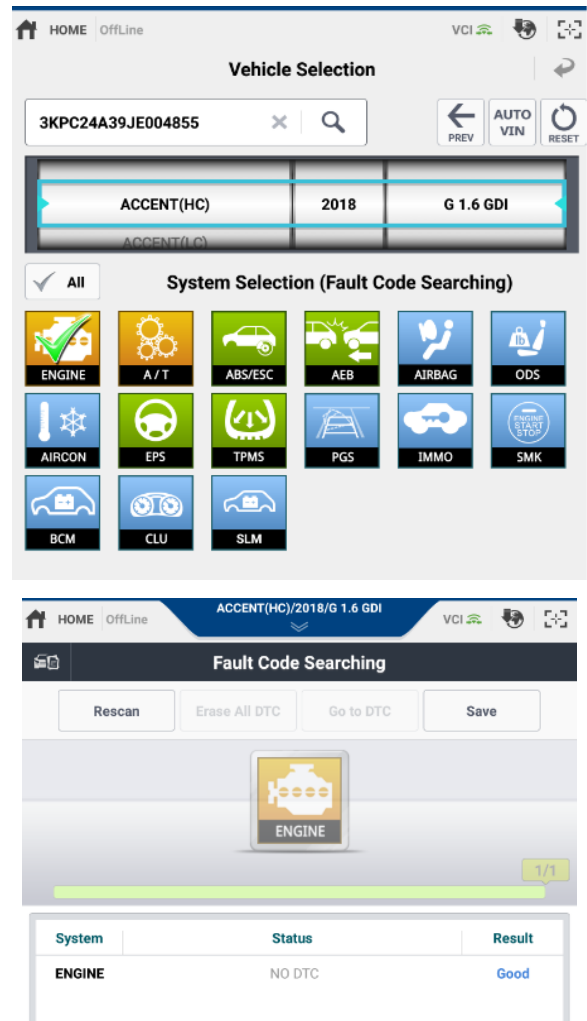 HOME OffLine VCI
Vehicle Selection
3KPC24A39JE004855
PREV AUTO VIN RESET
ACCENT(HC) 2018 G 1.6 GDI
ACCENT(LC)
All System Selection (Fault Code Searching)
lb
ENGINE A/T ABS/ESC AEB AIRBAG ODS
ENGINE START STOP
AIRCON EPS TPMS PGS IMMO SMK
BCM CLU SLM
HOME OffLine ACCENT(HC)/2018/G 1.6 GDI VCI
Fault Code Searching
Rescan Erase All DTC Go to DTC Save
ENGINE
1/1
System Status Result
ENGINE NO DTC Good